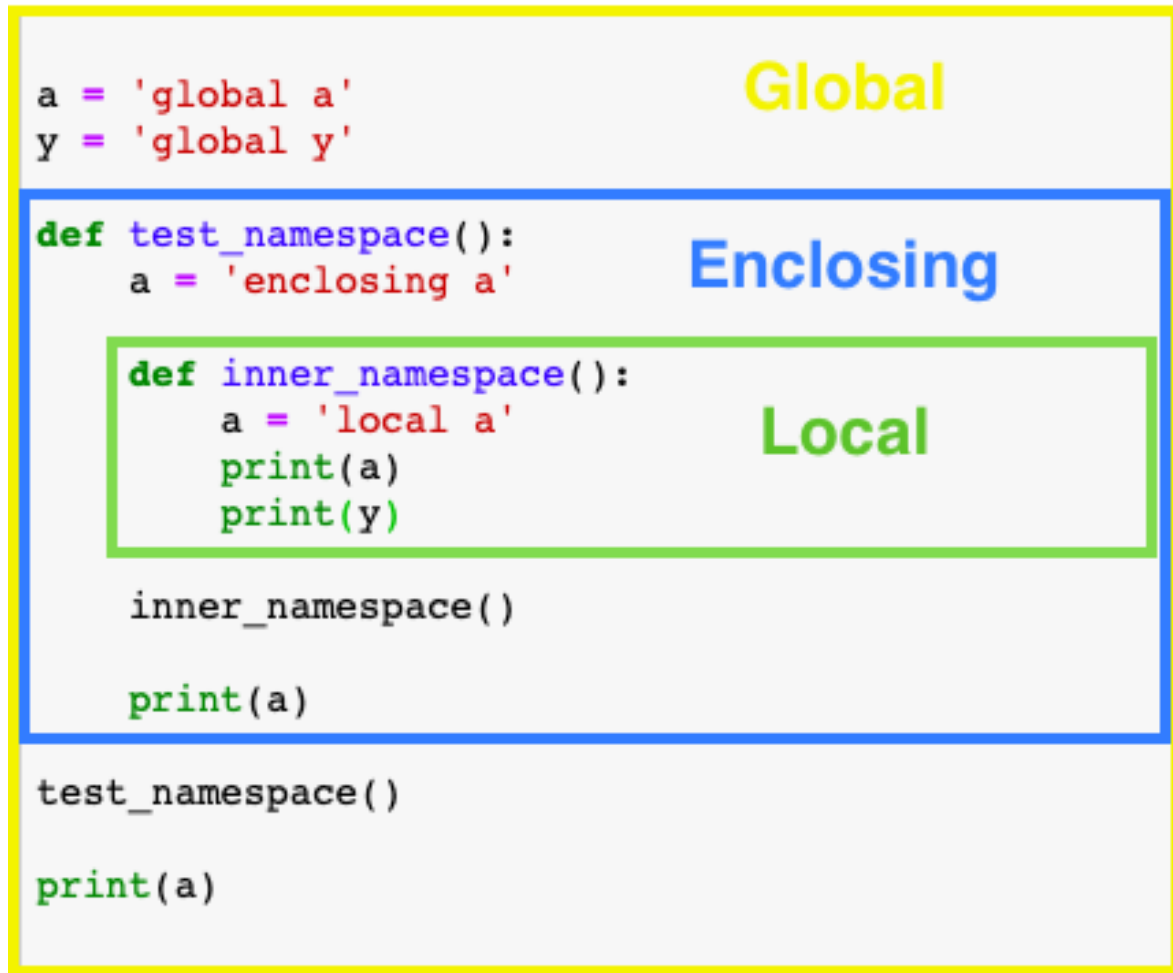 Global
a = 'global a'
y = 'global y'
def test_namespace():
Enclosing
    a = 'enclosing a'
    def inner_namespace():
        a = 'local a'
Local
        print(a)
        print(y)
    inner_namespace()
    print(a)
test_namespace()
print(a)